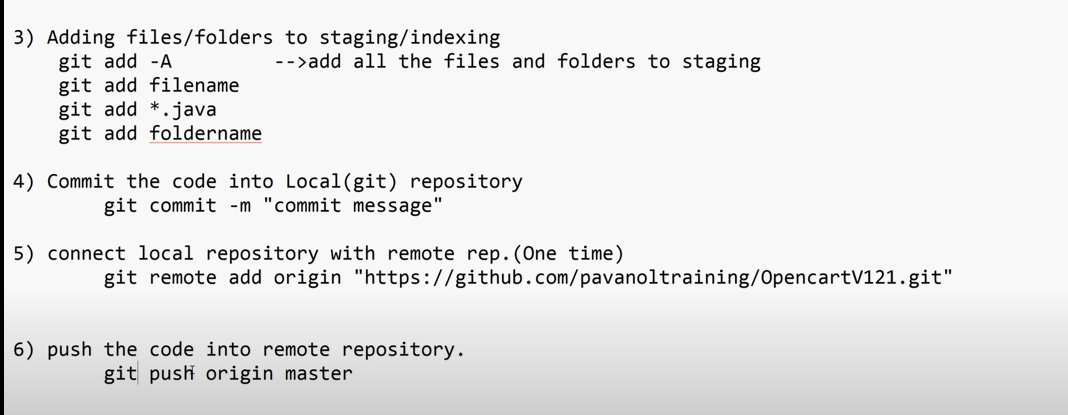 3) Adding files/folders to staging/indexing
git add -A -->add all the files and folders to staging
git add filename
git add *.java
git add foldername
4) Commit the code into Local(git) repository
git commit -m "commit message"
5) connect local repository with remote rep.(One time)
git remote add origin "https://github.com/pavanoltraining/OpencartV121.git"
6) push the code into remote repository.
git push origin master